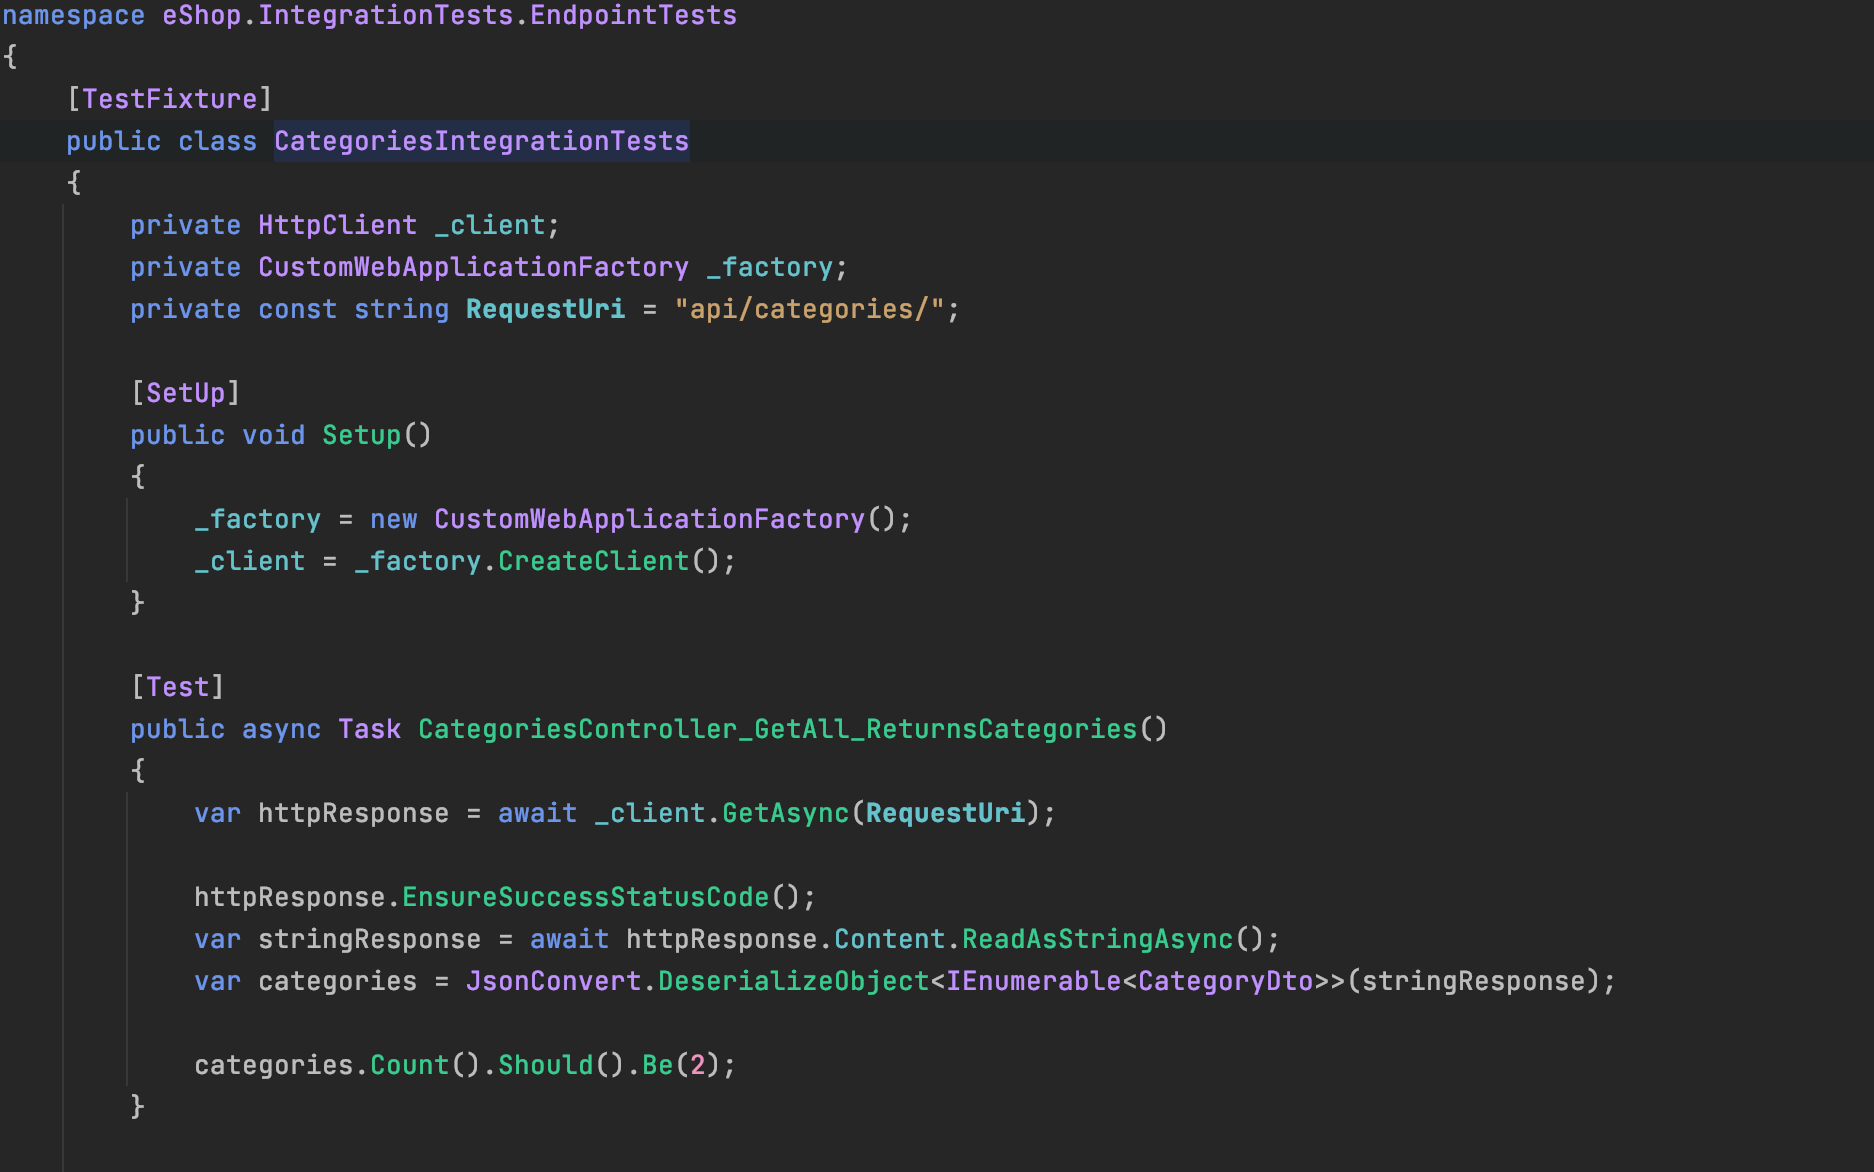 namespace eShop.IntegrationTests.EndpointTests
{
    [TestFixture]
    public class CategoriesIntegrationTests
    {
        private HttpClient _client;
        private CustomWebApplicationFactory _factory;
        private const string RequestUri = "api/categories/";

        [SetUp]
        public void Setup()
        {
            _factory = new CustomWebApplicationFactory();
            _client = _factory.CreateClient();
        }

        [Test]
        public async Task CategoriesController_GetAll_ReturnsCategories()
        {
            var httpResponse = await _client.GetAsync(RequestUri);

            httpResponse.EnsureSuccessStatusCode();
            var stringResponse = await httpResponse.Content.ReadAsStringAsync();
            var categories = JsonConvert.DeserializeObject<IEnumerable<CategoryDto>>(stringResponse);

            categories.Count().Should().Be(2);
        }